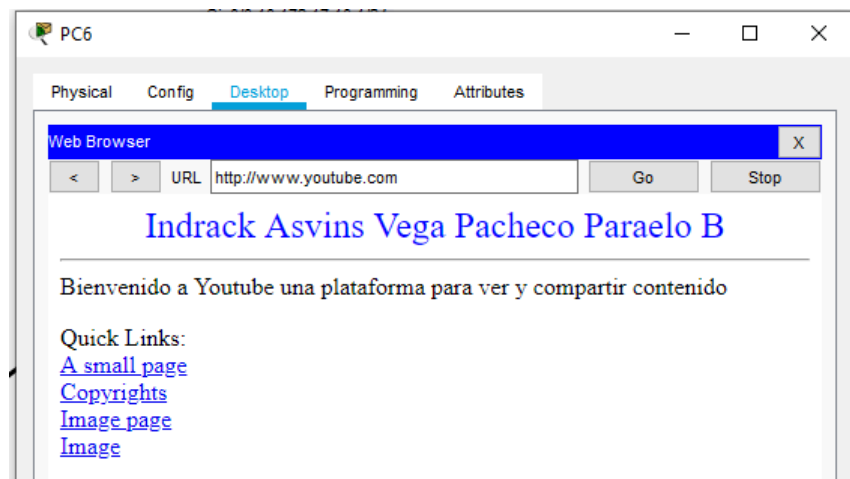 PC6
Physical Config Desktop Programming Attributes
Web Browser X
< > URL http://www.youtube.com Go Stop
Indrack Asvins Vega Pacheco Paraelo B
Bienvenido a Youtube una plataforma para ver y compartir contenido
Quick Links:
A small page
Copyrights
Image page
Image